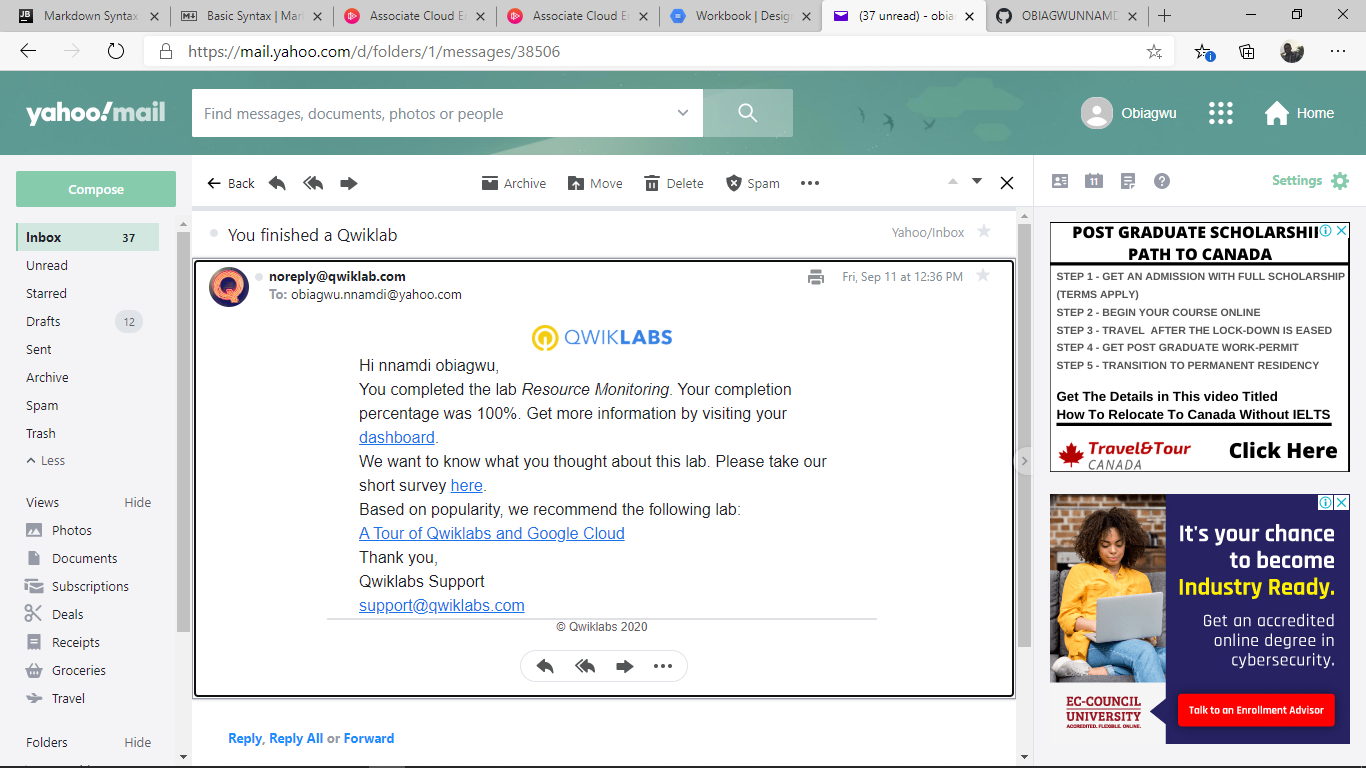 Markdown Syntax
Basic Syntax | Mar
Associate Cloud E
Associate Cloud E
Workbook | Desig
(37 unread) - obia
OBIAGWUNNAMD
https://mail.yahoo.com/d/folders/1/messages/38506
yahoo!mail
Find messages, documents, photos or people
Obiagwu
Home
Compose
Back
Archive
Move
Delete
Spam
11
Settings
Inbox 37
Unread
Starred
Drafts 12
Sent
Archive
Spam
Trash
Less
Views Hide
Photos
Documents
Subscriptions
Deals
Receipts
Groceries
Travel
Folders Hide
You finished a Qwiklab
Yahoo/Inbox
noreply@qwiklab.com
Fri, Sep 11 at 12:36 PM
To: obiagwu.nnamdi@yahoo.com
QWIKLABS
Hi nnamdi obiagwu,
You completed the lab Resource Monitoring. Your completion
percentage was 100%. Get more information by visiting your
dashboard.
We want to know what you thought about this lab. Please take our
short survey here.
Based on popularity, we recommend the following lab:
A Tour of Qwiklabs and Google Cloud
Thank you,
Qwiklabs Support
support@qwiklabs.com
© Qwiklabs 2020
Reply, Reply All or Forward
POST GRADUATE SCHOLARSHI
PATH TO CANADA
STEP 1 - GET AN ADMISSION WITH FULL SCHOLARSHIP
(TERMS APPLY)
STEP 2 - BEGIN YOUR COURSE ONLINE
STEP 3 - TRAVEL AFTER THE LOCK-DOWN IS EASED
STEP 4 - GET POST GRADUATE WORK-PERMIT
STEP 5 - TRANSITION TO PERMANENT RESIDENCY
Get The Details in This video Titled
How To Relocate To Canada Without IELTS
Travel&Tour
CANADA
Click Here
It's your chance
to become
Industry Ready.
Get an accredited
online degree in
cybersecurity.
EC-COUNCIL
UNIVERSITY
ACCREDITED. FLEXIBLE. ONLINE.
Talk to an Enrollment Advisor